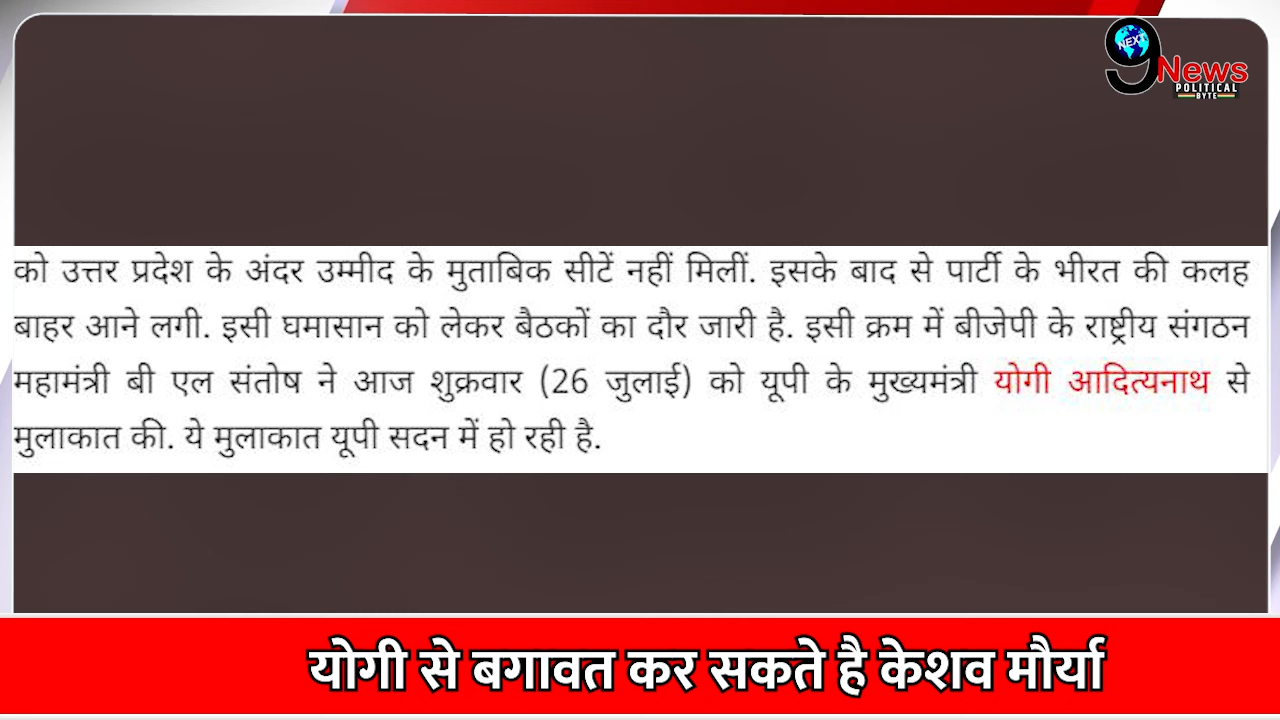 NEXT
9News
POLITICAL
BYTE
को उत्तर प्रदेश के अंदर उम्मीद के मुताबिक सीटें नहीं मिलीं. इसके बाद से पार्टी के भीरत की कलह
बाहर आने लगी. इसी घमासान को लेकर बैठकों का दौर जारी है. इसी क्रम में बीजेपी के राष्ट्रीय संगठन
महामंत्री बी एल संतोष ने आज शुक्रवार (26 जुलाई) को यूपी के मुख्यमंत्री योगी आदित्यनाथ से
मुलाकात की. ये मुलाकात यूपी सदन में हो रही है.
योगी से बगावत कर सकते है केशव मौर्या